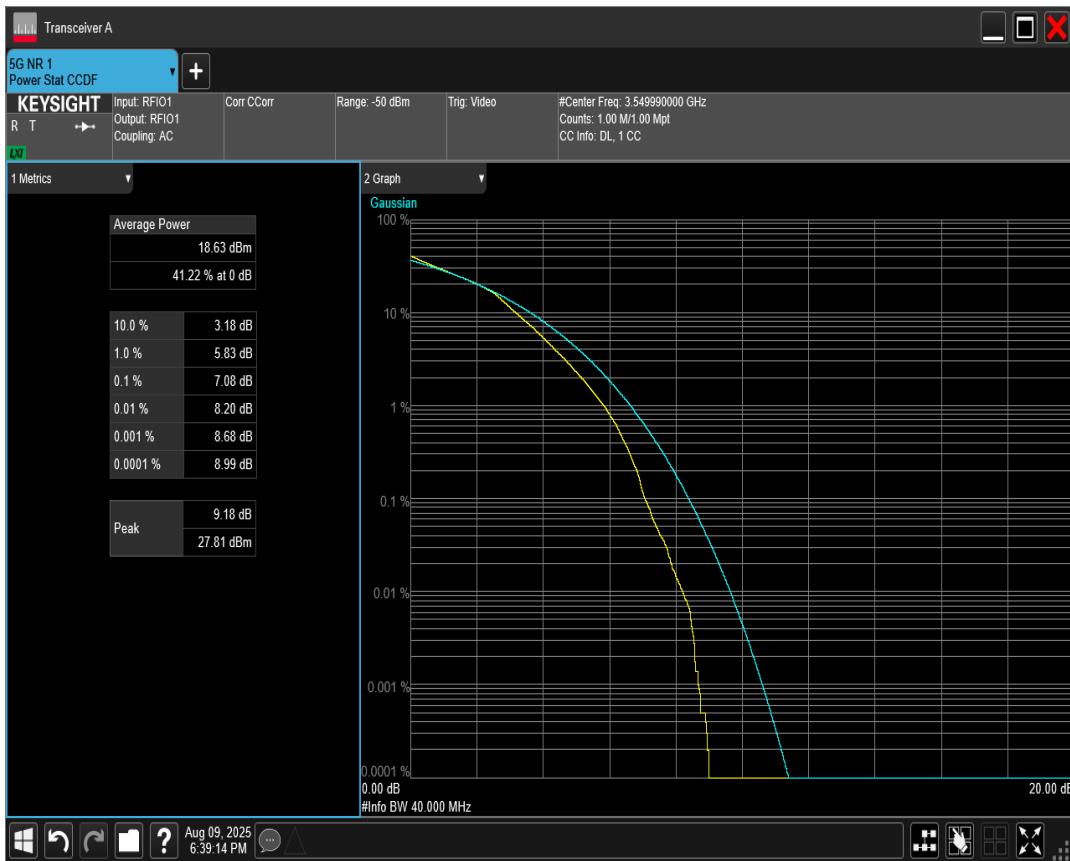 Transceiver A
5G NR 1
Power Stat CCDF
+
KEYSIGHT
R T
LXI
Input: RFIO1
Output: RFIO1
Coupling: AC
Corr CCorr
Range: -50 dBm
Trig: Video
#Center Freq: 3.549990000 GHz
Counts: 1.00 M/1.00 Mpt
CC Info: DL, 1 CC
1 Metrics
Average Power
18.63 dBm
41.22 % at 0 dB
10.0 % 3.18 dB
1.0 % 5.83 dB
0.1 % 7.08 dB
0.01 % 8.20 dB
0.001 % 8.68 dB
0.0001 % 8.99 dB
Peak
9.18 dB
27.81 dBm
2 Graph
Gaussian
100 %
10 %
1 %
0.1 %
0.01 %
0.001 %
0.0001 %
0.00 dB
20.00 dB
#Info BW 40.000 MHz
?
Aug 09, 2025
6:39:14 PM